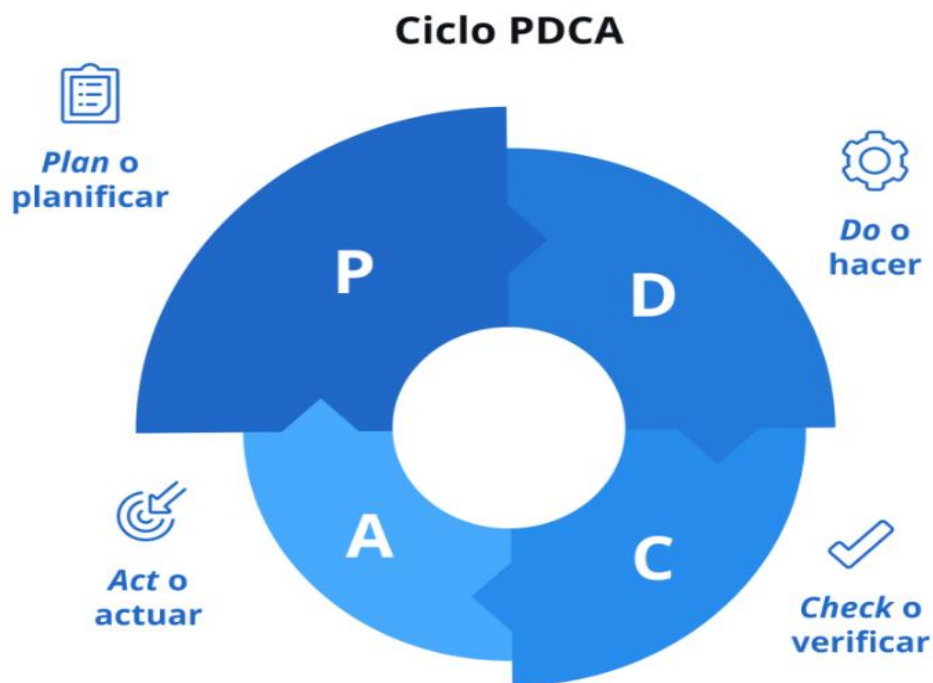 Ciclo PDCA
Plan o
planificar
Do o
hacer
P
D
A
C
Act o
actuar
Check o
verificar